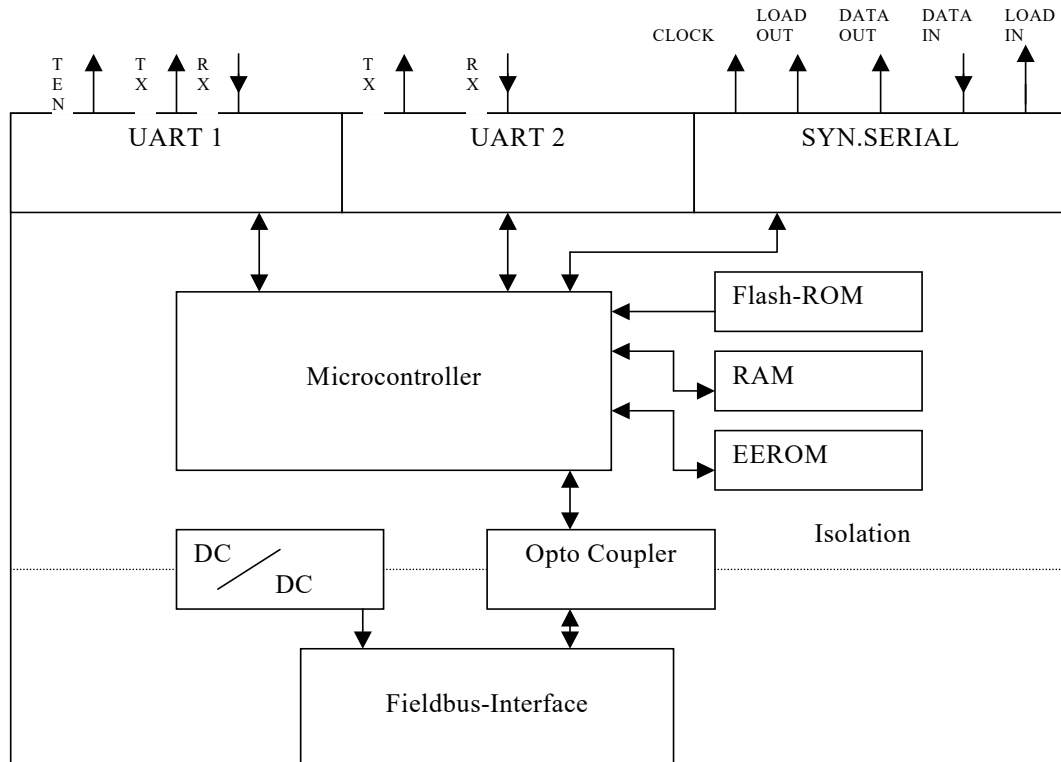 LOAD DATA DATA LOAD
CLOCK OUT OUT IN IN
T T R T R
E X X X X
N
UART 1 UART 2 SYN.SERIAL
Flash-ROM
Microcontroller RAM
EEROM
Isolation
DC Opto Coupler
DC
Fieldbus-Interface